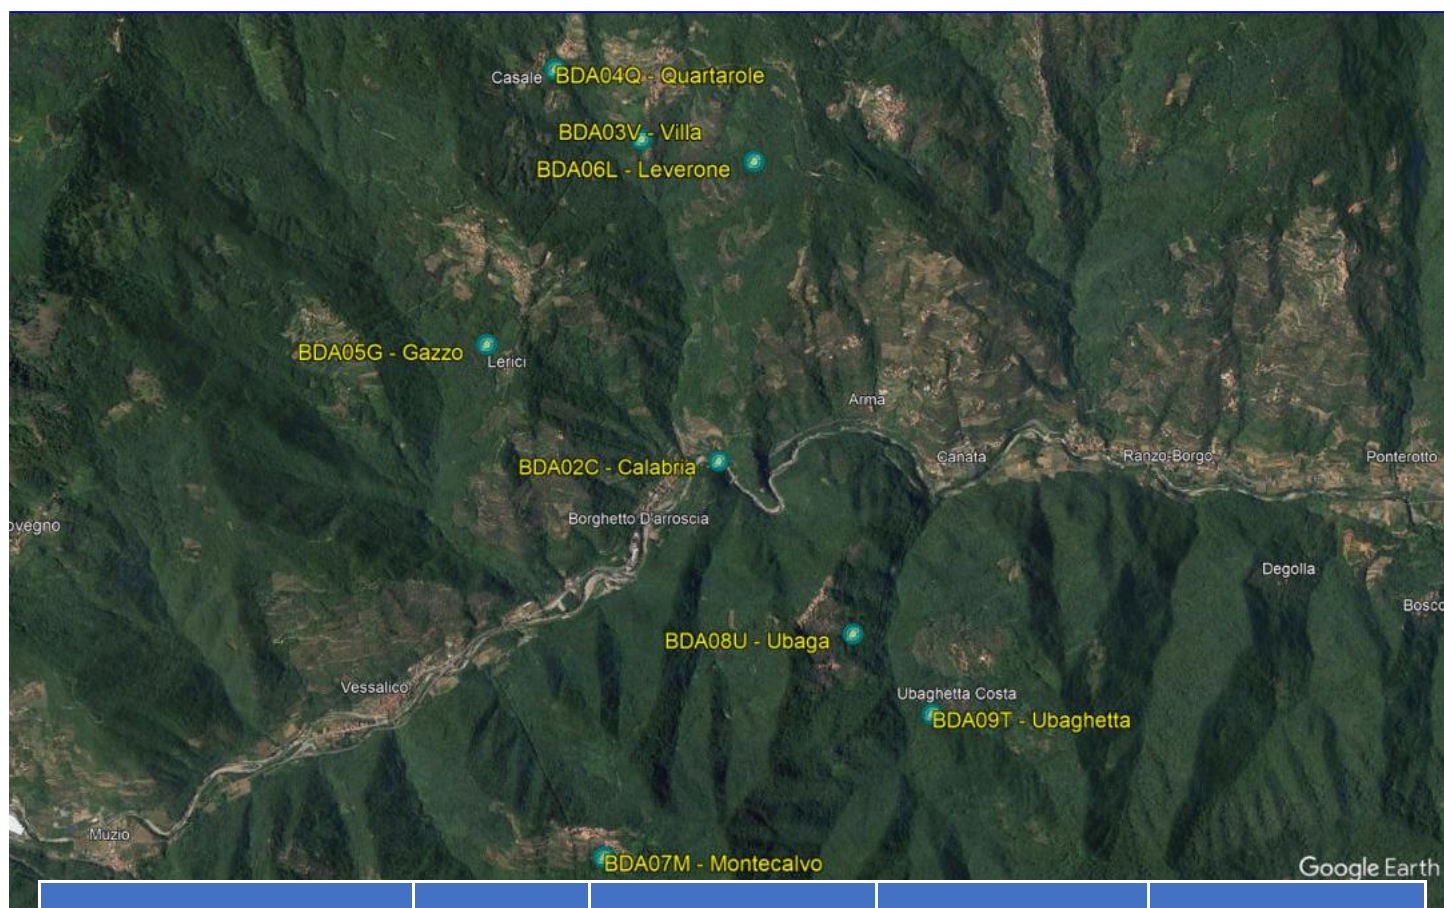 Casale
BDA04Q - Quartarole
BDA03V - Villa
BDA06L - Leverone
BDA05G - Gazzo
Lerici
Arma
BDA02C - Calabria
Canata
Ranzo-Borgo
Ponterotto
Borghetto D'arroscia
ovegno
Degolla
Bosco
BDA08U - Ubaga
Vessalico
Ubaghetta Costa
BDA09T - Ubaghetta
Muzio
BDA07M - Montecalvo
Google Earth